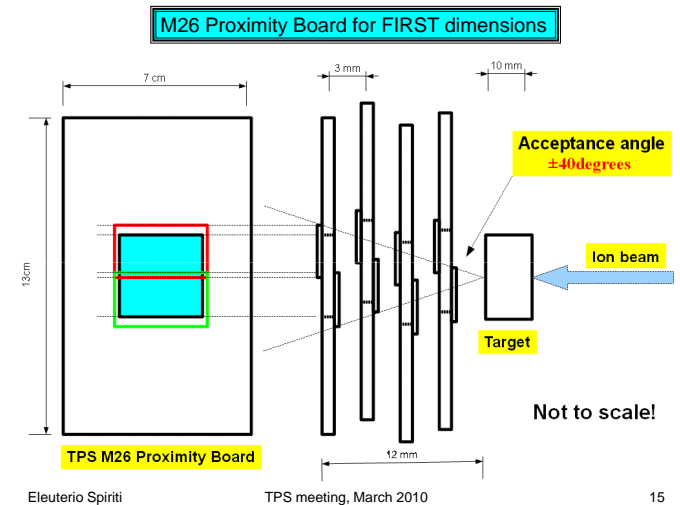 M26 Proximity Board for FIRST dimensions
7 cm
3 mm
10 mm
Acceptance angle
±40degrees
13cm
Ion beam
Target
Not to scale!
TPS M26 Proximity Board
12 mm
Eleuterio Spiriti
TPS meeting, March 2010
15